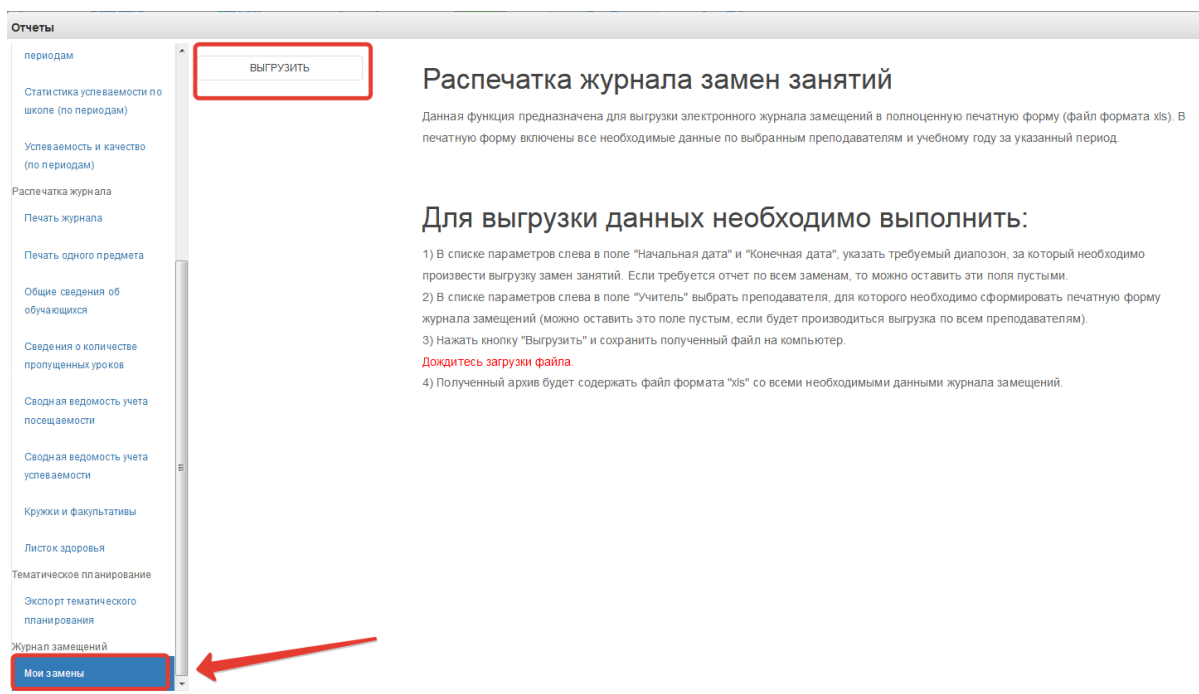 Отчеты
периодам
Статистика успеваемости по
школе (по периодам)
Успеваемость и качество
(по периодам)
Распечатка журнала
Печать журнала
Печать одного предмета
Общие сведения об
обучающихся
Сведения о количестве
пропущенных уроков
Сводная ведомость учета
посещаемости
Сводная ведомость учета
успеваемости
Кружки и факультативы
Листок здоровья
Тематическое планирование
Экспорт тематического
планирования
Журнал замещений
Мои замены
ВЫГРУЗИТЬ
Распечатка журнала замен занятий
Данная функция предназначена для выгрузки электронного журнала замещений в полноценную печатную форму (файл формата xls). В
печатную форму включены все необходимые данные по выбранным преподавателям и учебному году за указанный период.
Для выгрузки данных необходимо выполнить:
1) В списке параметров слева в поле "Начальная дата" и "Конечная дата", указать требуемый диапозон, за который необходимо
произвести выгрузку замен занятий. Если требуется отчет по всем заменам, то можно оставить эти поля пустыми.
2) В списке параметров слева в поле "Учитель" выбрать преподавателя, для которого необходимо сформировать печатную форму
журнала замещений (можно оставить это поле пустым, если будет производиться выгрузка по всем преподавателям).
3) Нажать кнопку "Выгрузить" и сохранить полученный файл на компьютер.
Дождитесь загрузки файла.
4) Полученный архив будет содержать файл формата "xls" со всеми необходимыми данными журнала замещений.